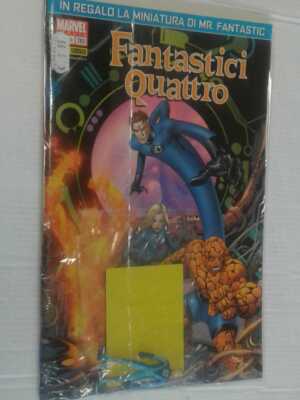 IN REGALO LA MINIATURA DI MR. FANTASTIC
MARVEL
Fantastici
Quattro